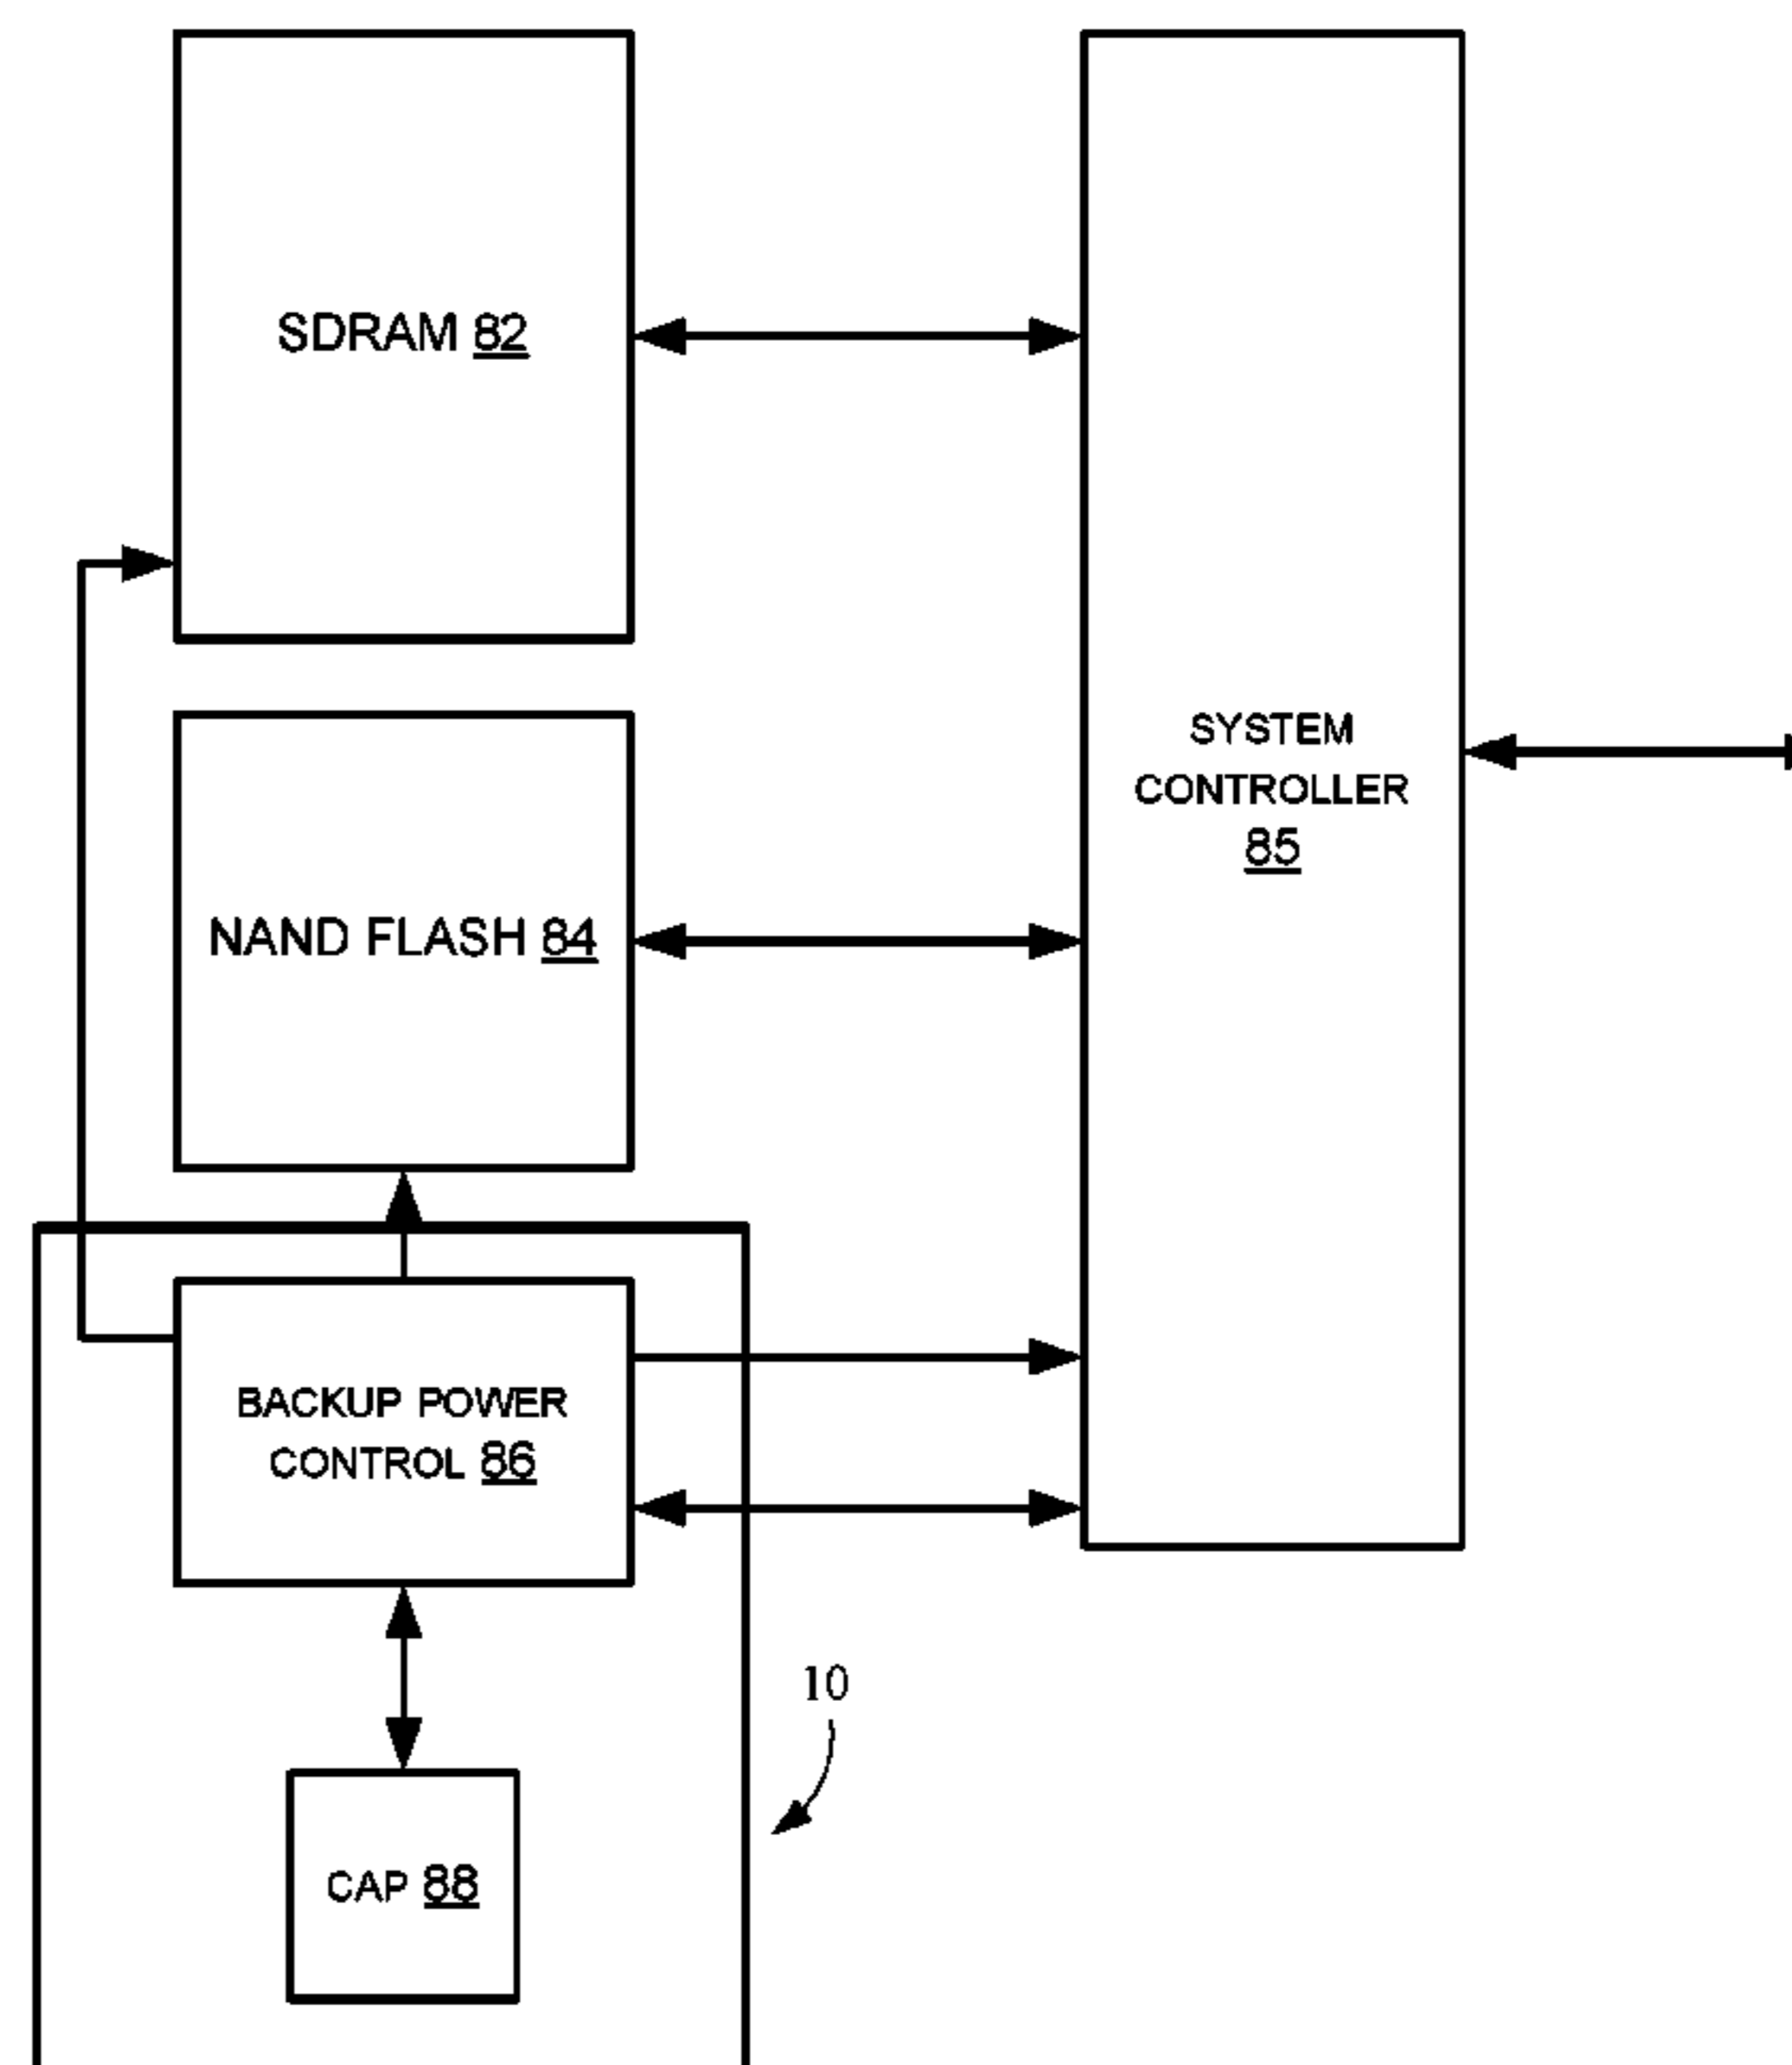 SDRAM 82
SYSTEM
CONTROLLER
85
NAND FLASH 84
BACKUP POWER
CONTROL 86
10
CAP 88